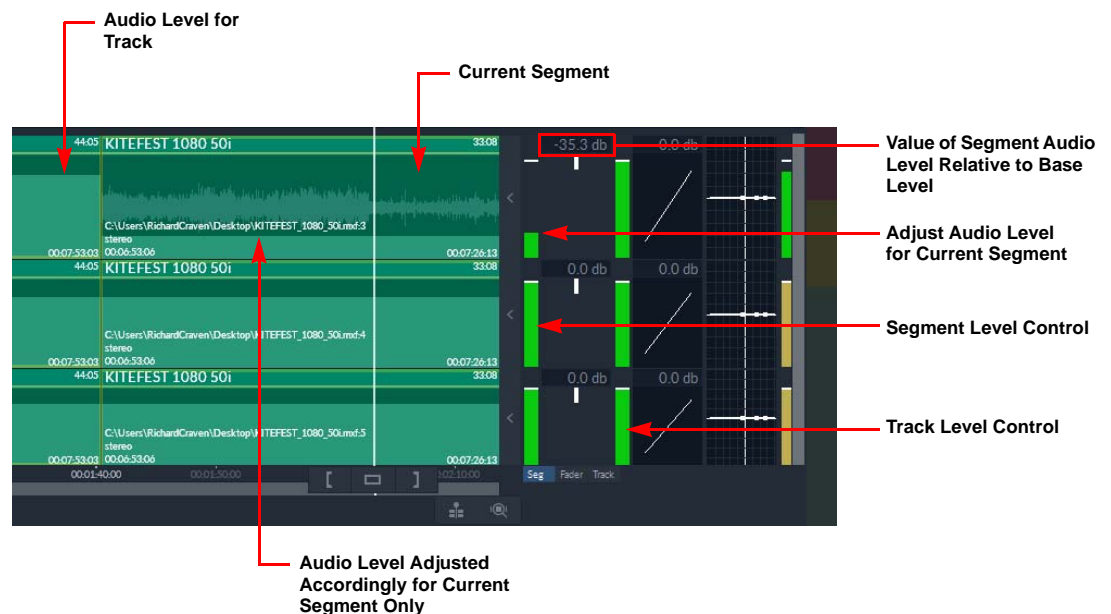 Audio Level for
Track
Current Segment
44:05 KITEFEST 1080 50i 33:08
-35.3 db 0.0 db
Value of Segment Audio
Level Relative to Base
Level
C:\Users\RichardCraven\Desktop\KITEFEST_1080_50i.mxf:3
stereo
00:07:53:03 00:06:53:06 00:07:26:13
Adjust Audio Level
for Current Segment
44:05 KITEFEST 1080 50i 33:08
0.0 db 0.0 db
C:\Users\RichardCraven\Desktop\KITEFEST_1080_50i.mxf:4
stereo
00:07:53:03 00:06:53:06 00:07:26:13
Segment Level Control
44:05 KITEFEST 1080 50i 33:08
0.0 db 0.0 db
C:\Users\RichardCraven\Desktop\KITEFEST_1080_50i.mxf:5
stereo
00:07:53:03 00:06:53:06 00:07:26:13
Track Level Control
00:01:40:00 00:01:50:00 [ ] Seg Fader Track
Audio Level Adjusted
Accordingly for Current
Segment Only